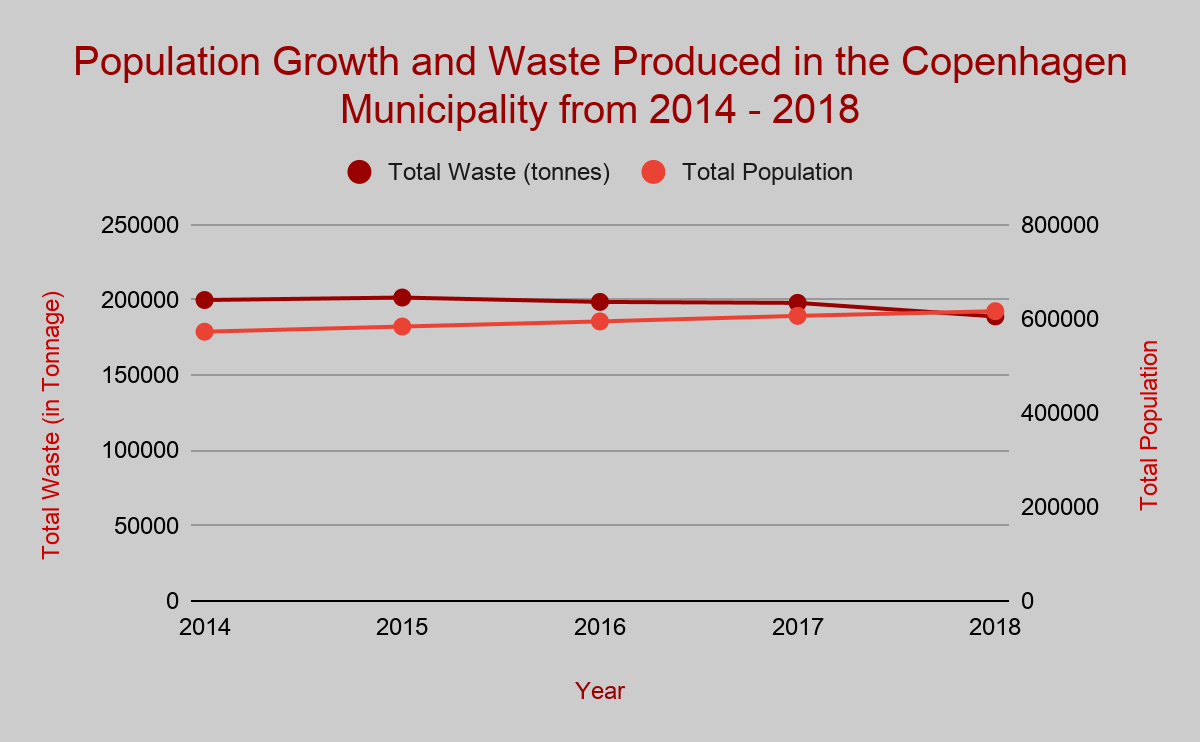 Population Growth and Waste Produced in the Copenhagen
Municipality from 2014 - 2018
Total Waste (tonnes)
Total Population
250000
200000
150000
100000
50000
0
Total Waste (in Tonnage)
800000
600000
400000
200000
0
Total Population
2014
2015
2016
2017
2018
Year